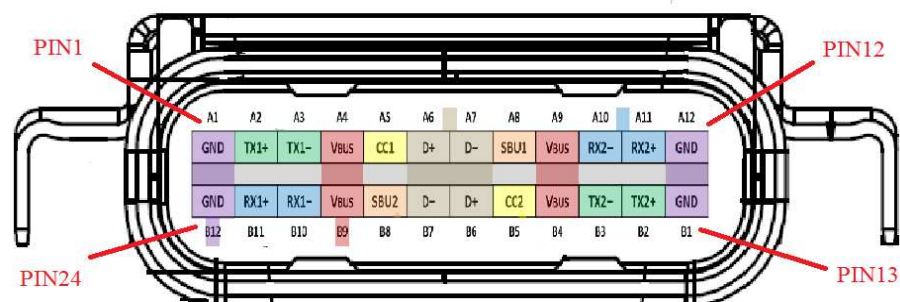 PIN1 PIN12
A1 A2 A3 A4 A5 A6 A7 A8 A9 A10 A11 A12
GND TX1+ TX1− VBUS CC1 D+ D− SBU1 VBUS RX2− RX2+ GND
GND RX1+ RX1− VBUS SBU2 D− D+ CC2 VBUS TX2− TX2+ GND
B12 B11 B10 B9 B8 B7 B6 B5 B4 B3 B2 B1
PIN24 PIN13